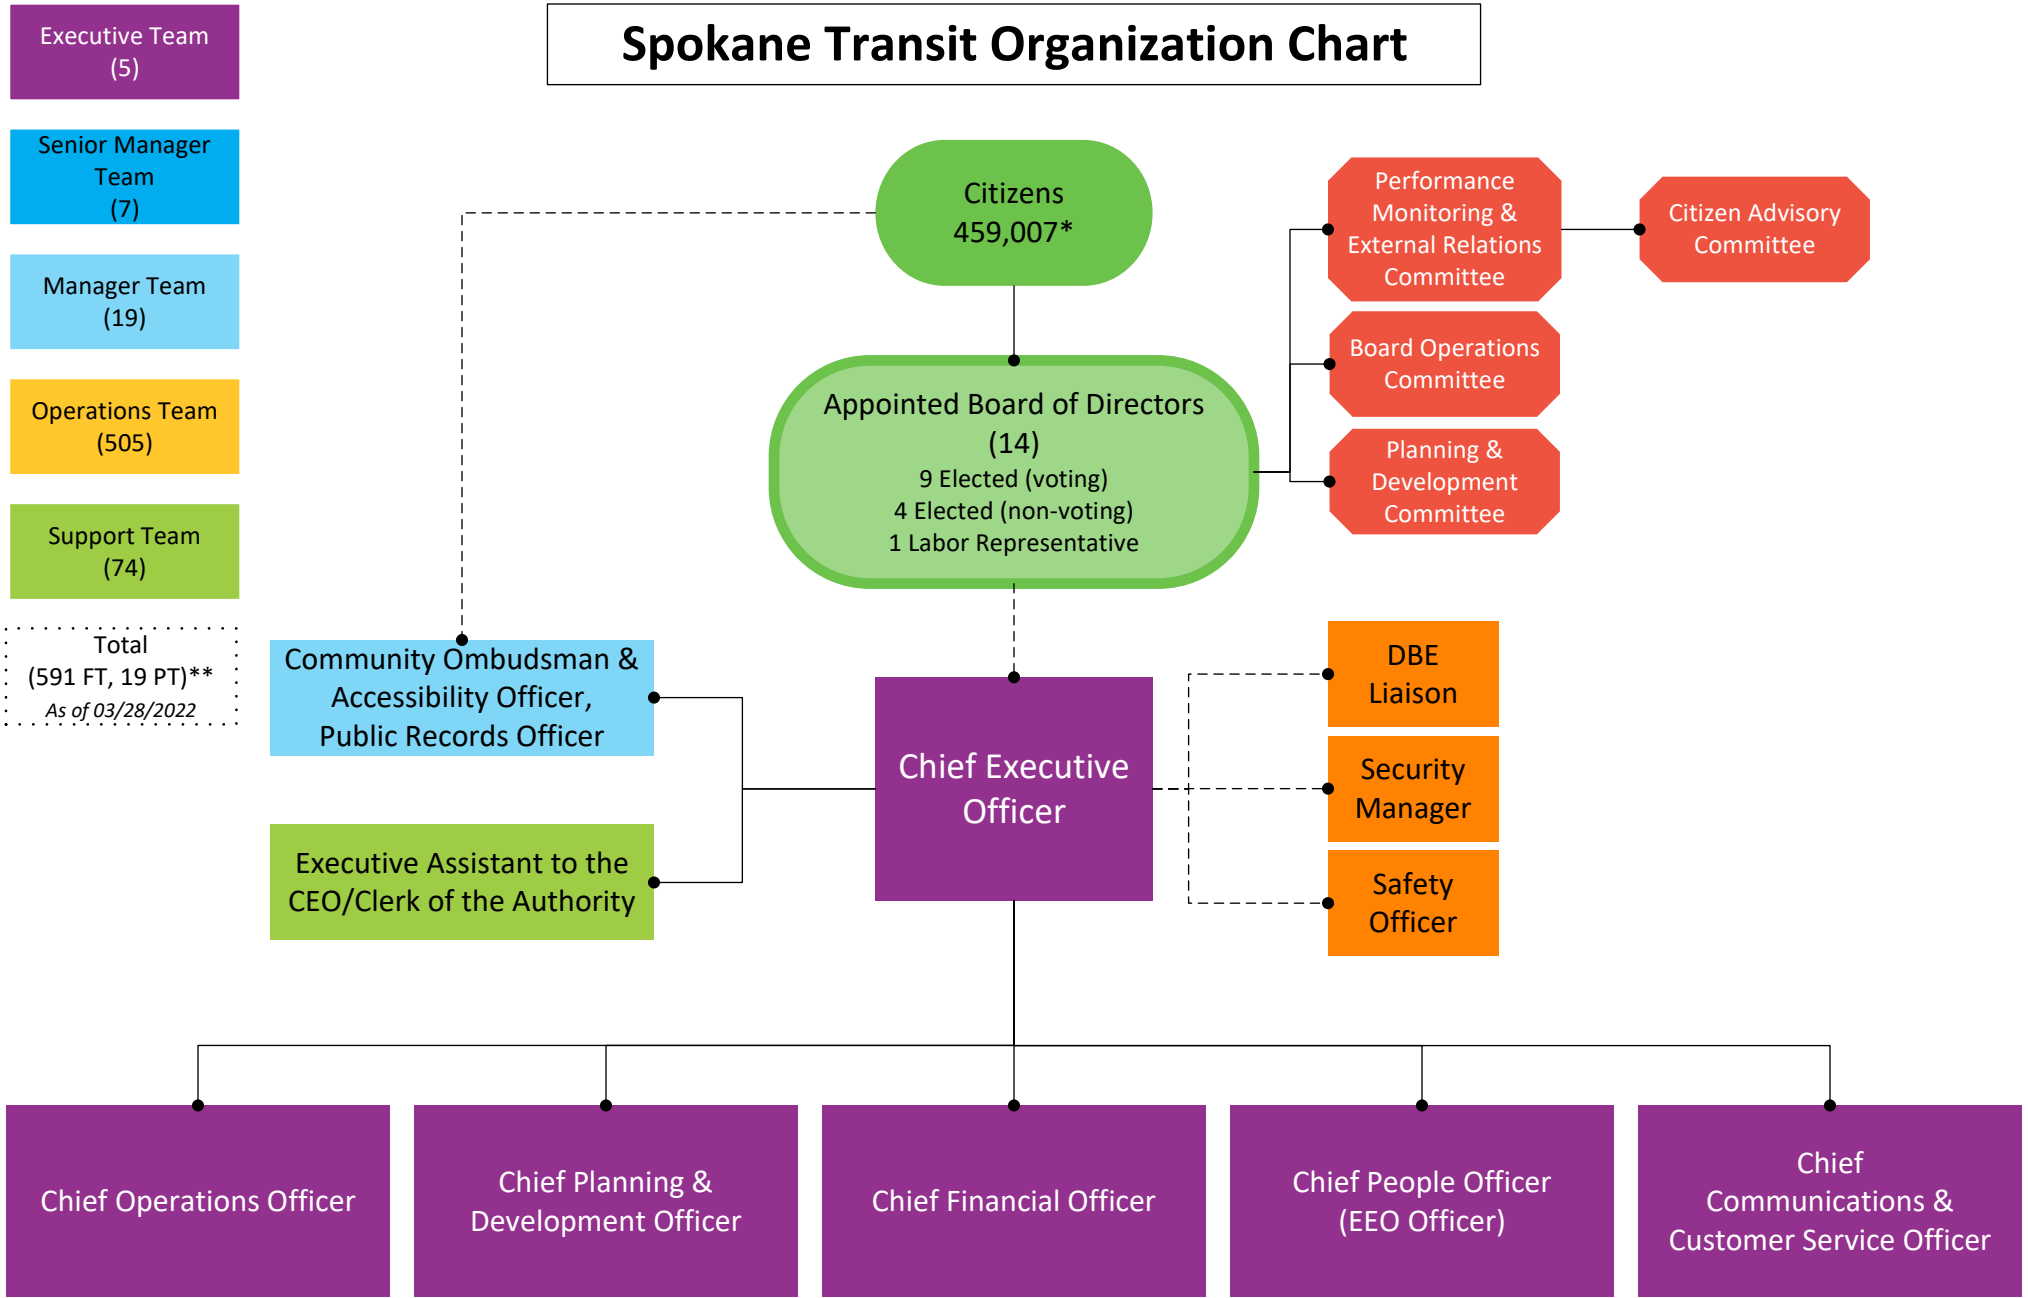 Spokane Transit Organization Chart
Executive Team
(5)
Senior Manager
Team
(7)
Manager Team
(19)
Operations Team
(505)
Support Team
(74)
Total
(591 FT, 19 PT)**
As of 03/28/2022
Citizens
459,007*
Performance
Monitoring &
External Relations
Committee
Citizen Advisory
Committee
Board Operations
Committee
Planning &
Development
Committee
Appointed Board of Directors
(14)
9 Elected (voting)
4 Elected (non-voting)
1 Labor Representative
Community Ombudsman &
Accessibility Officer,
Public Records Officer
Executive Assistant to the
CEO/Clerk of the Authority
Chief Executive
Officer
DBE
Liaison
Security
Manager
Safety
Officer
Chief Operations Officer
Chief Planning &
Development Officer
Chief Financial Officer
Chief People Officer
(EEO Officer)
Chief
Communications &
Customer Service Officer